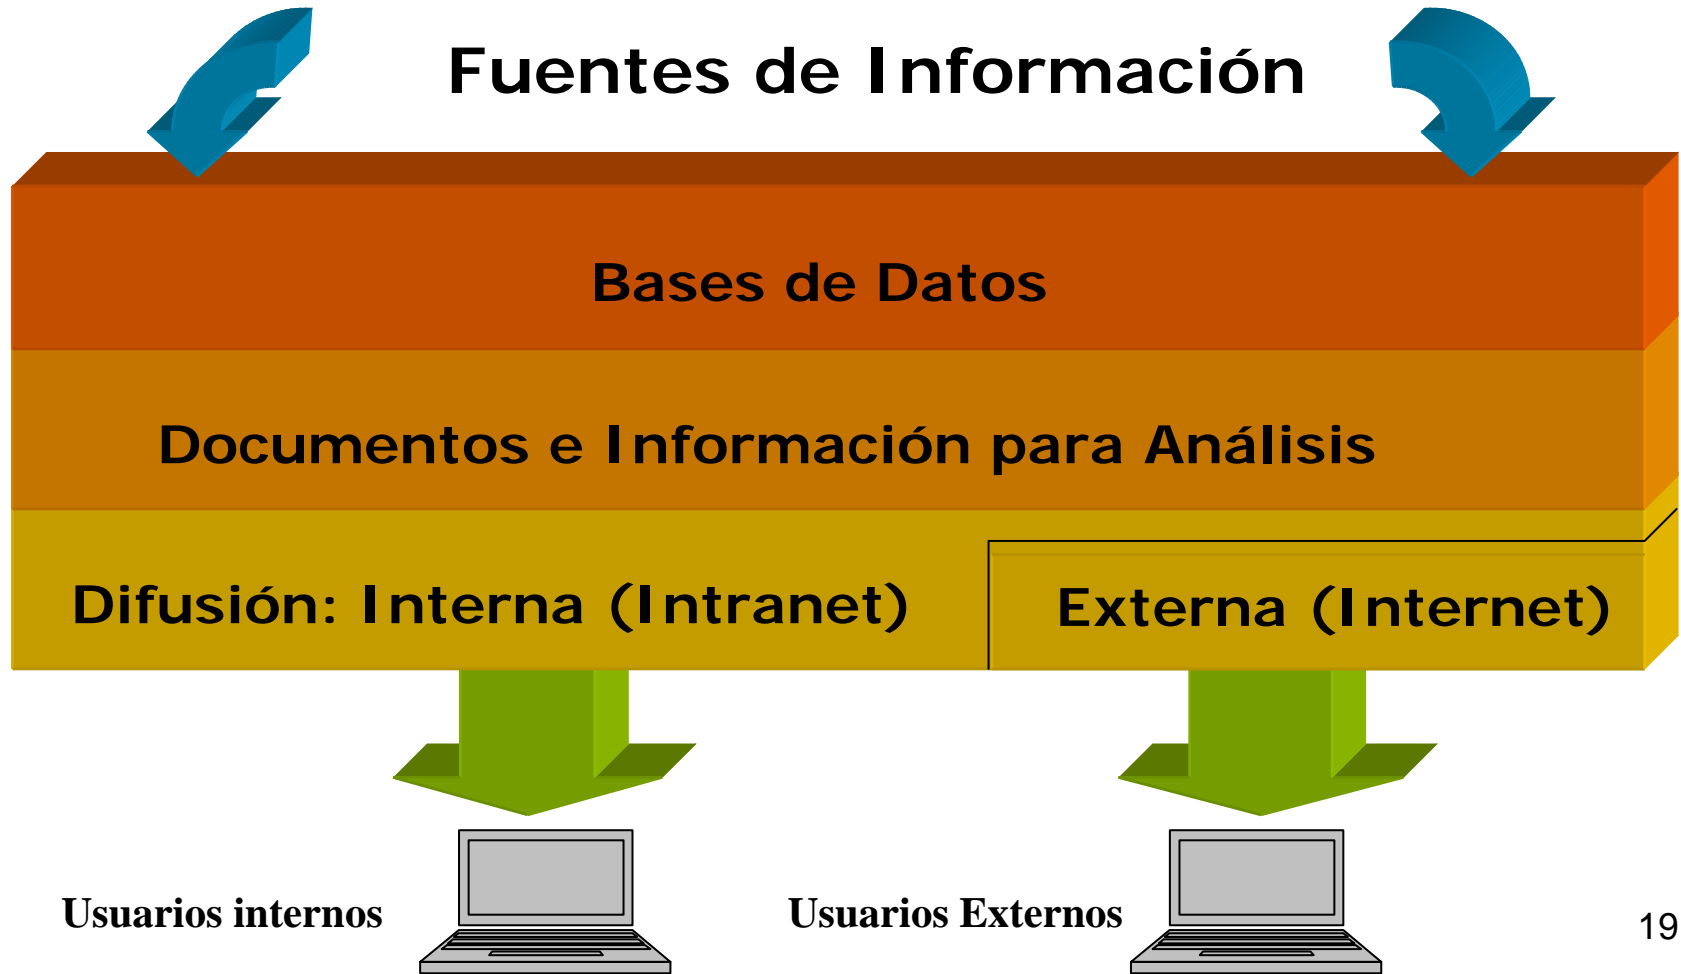 Fuentes de Información
Bases de Datos
Documentos e Información para Análisis
Difusión: Interna (Intranet)
Externa (Internet)
Usuarios internos
Usuarios Externos
19